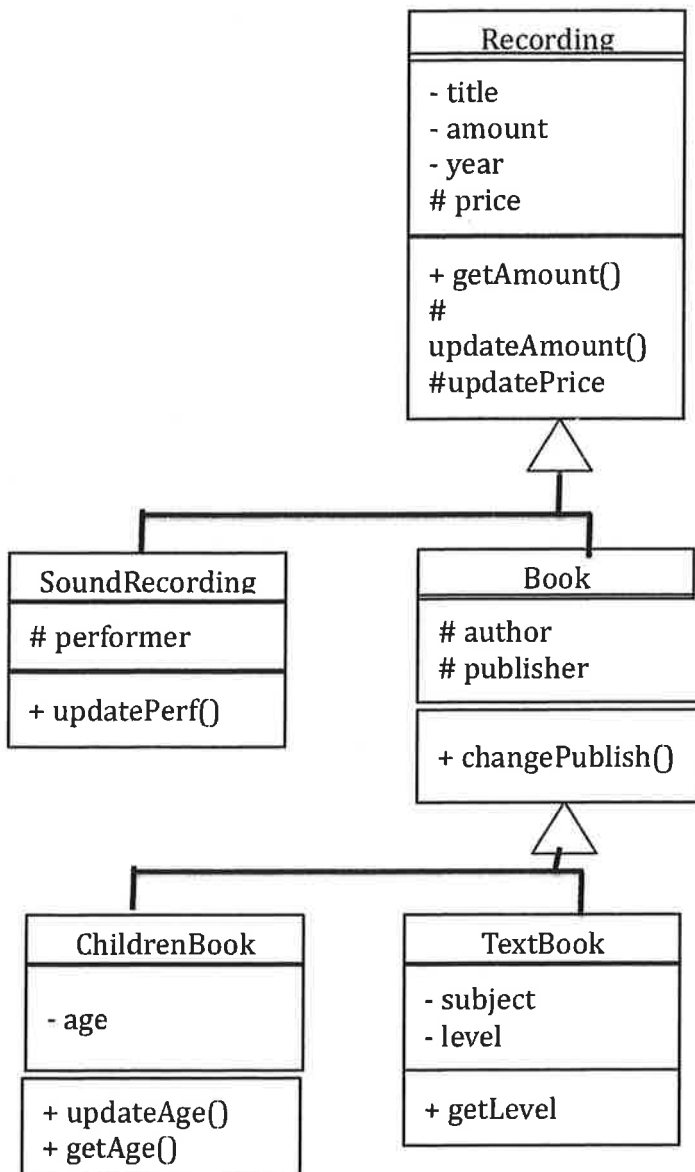 Recording
- title
- amount
- year
# price
+ getAmount()
#
updateAmount()
#updatePrice
SoundRecording
# performer
+ updatePerf()
Book
# author
# publisher
+ changePublish()
ChildrenBook
- age
+ updateAge()
+ getAge()
TextBook
- subject
- level
+ getLevel